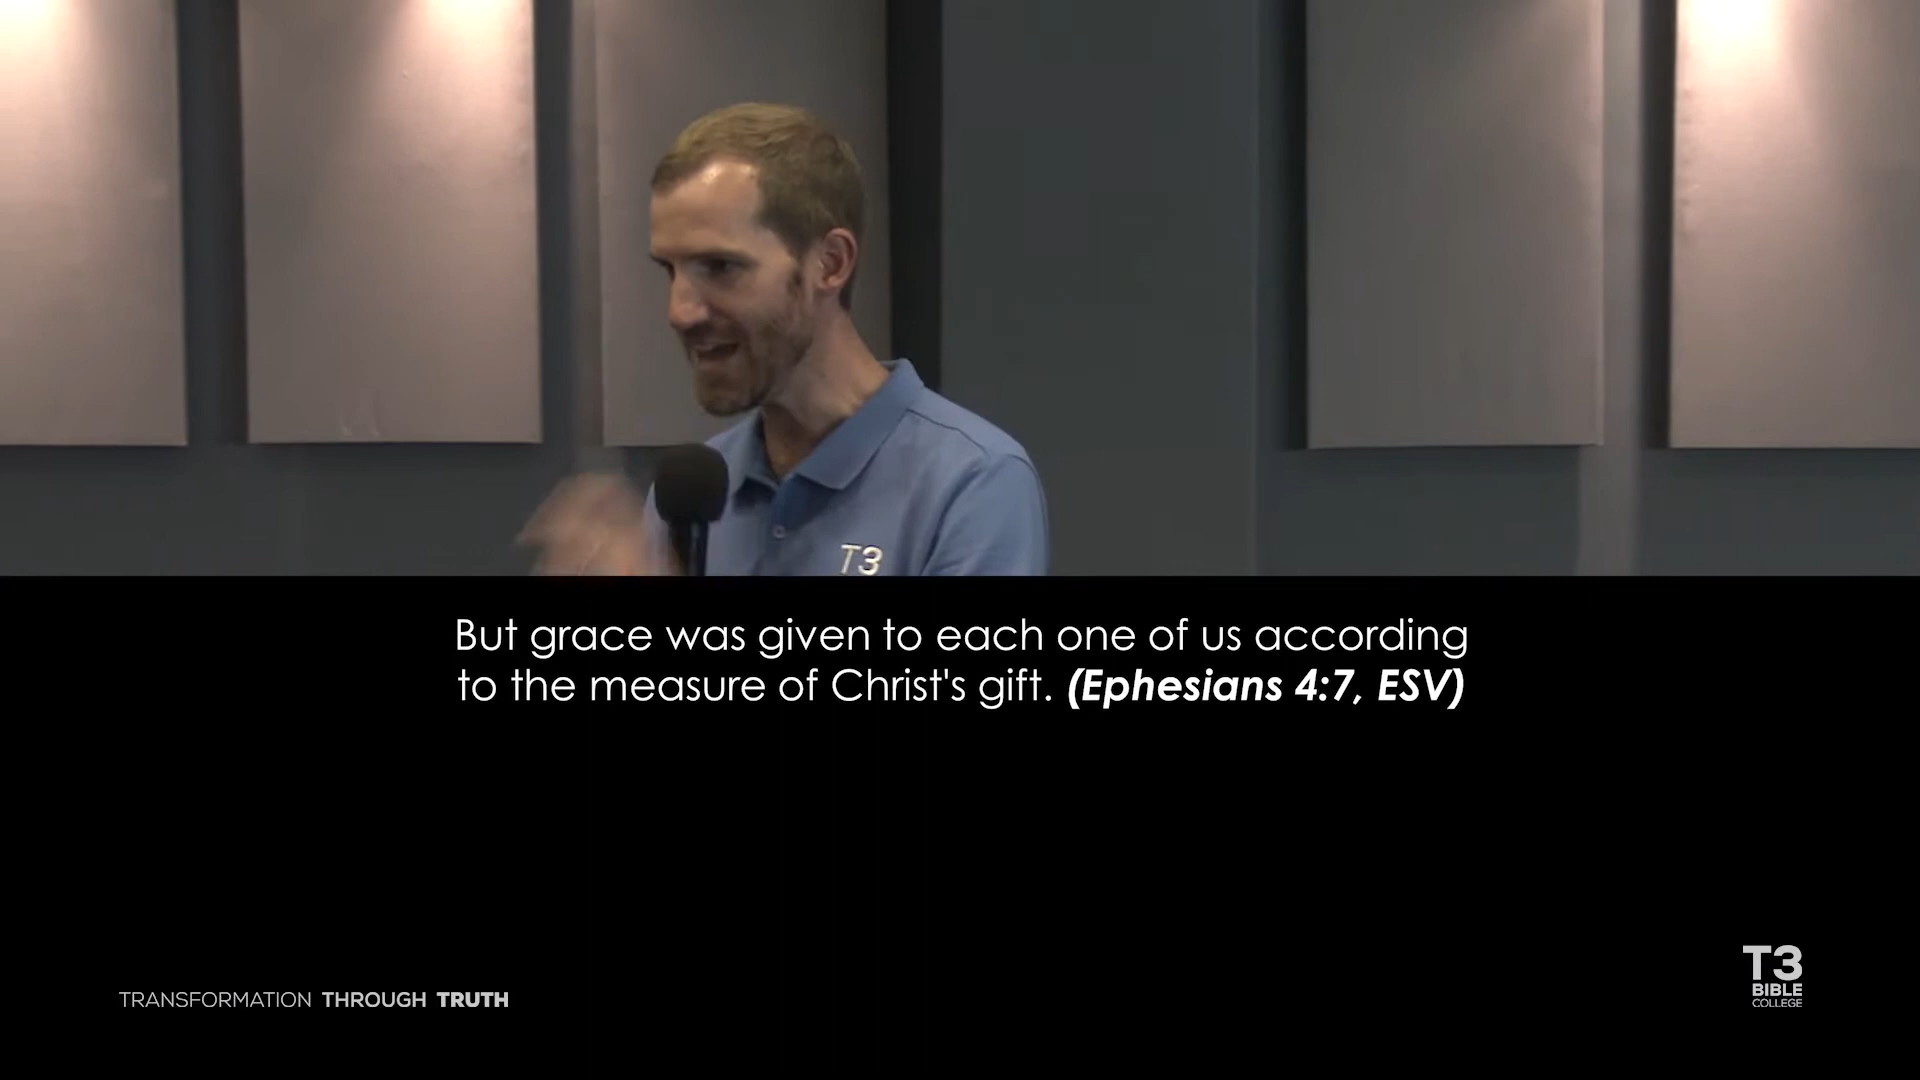 T3
But grace was given to each one of us according
to the measure of Christ's gift. (Ephesians 4:7, ESV)
TRANSFORMATION THROUGH TRUTH
T3
BIBLE
COLLEGE